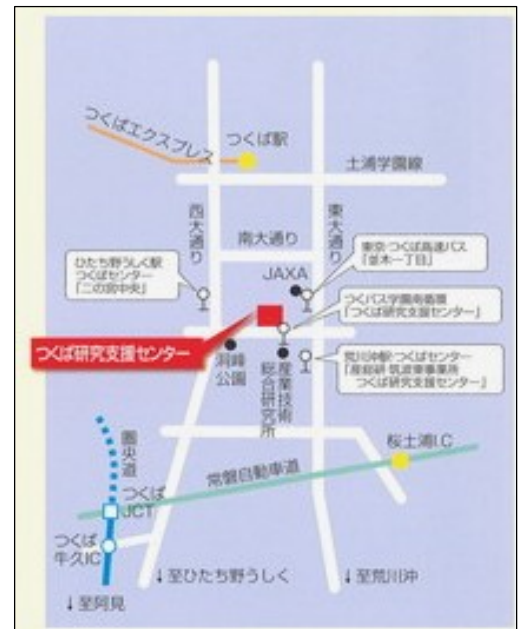 つくばエクスプレス
つくば駅
土浦学園線
西大通り
南大通り
東大通り
ひたち野うしく駅
つくばセンター
「二の宮中央」
JAXA
東京つくば高速バス
「並木一丁目」
つくバス学園南循環
「つくば研究支援センター」
つくば研究支援センター
洞峰
公園
産業技術
総合研究所
荒川沖駅・つくばセンター
「産総研 筑波東事業所
つくば研究支援センター」
圏央道
桜土浦I.C
常磐自動車道
つくば
JCT
つくば
牛久IC
↓至ひたち野うしく
↓至荒川沖
↓至阿見